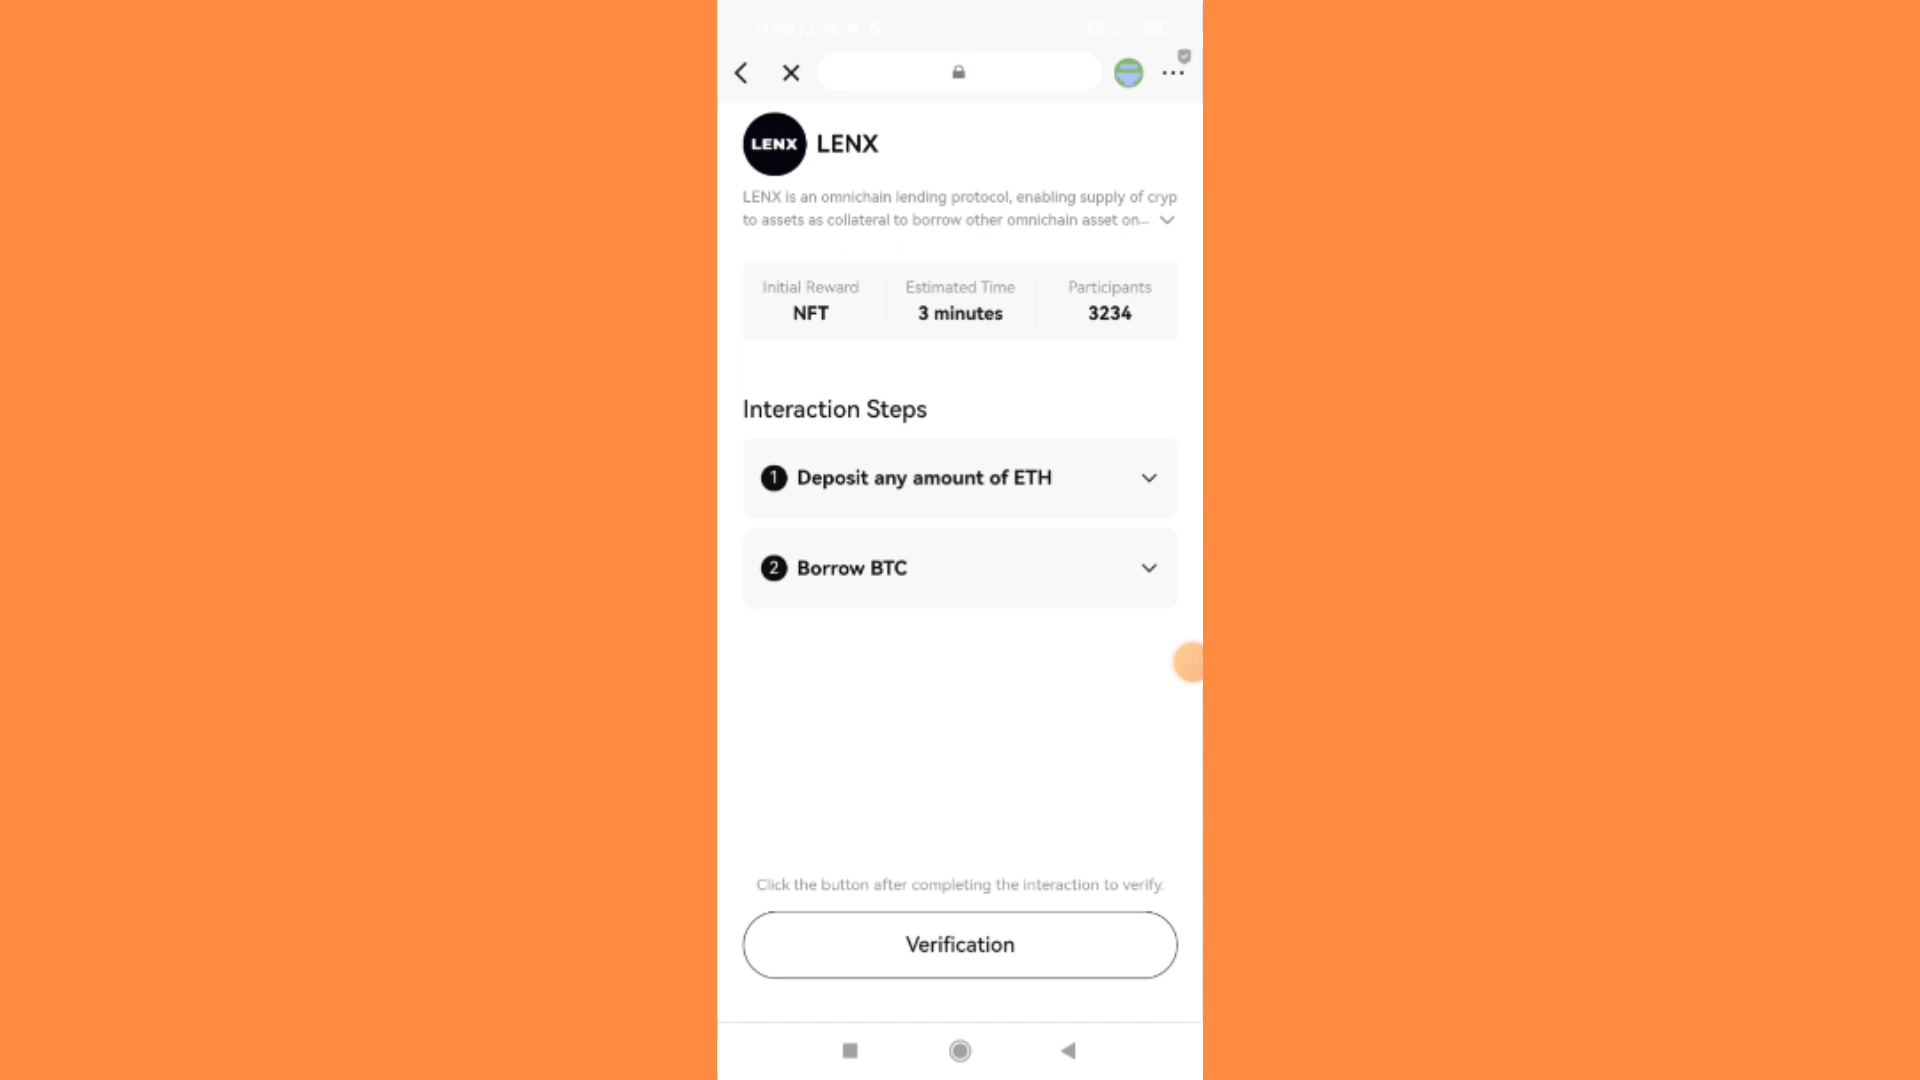 LENX LENX
LENX is an omnichain lending protocol, enabling supply of cryp
to assets as collateral to borrow other omnichain asset on...
Initial Reward Estimated Time Participants
NFT 3 minutes 3234
Interaction Steps
1 Deposit any amount of ETH
2 Borrow BTC
Click the button after completing the interaction to verify.
Verification